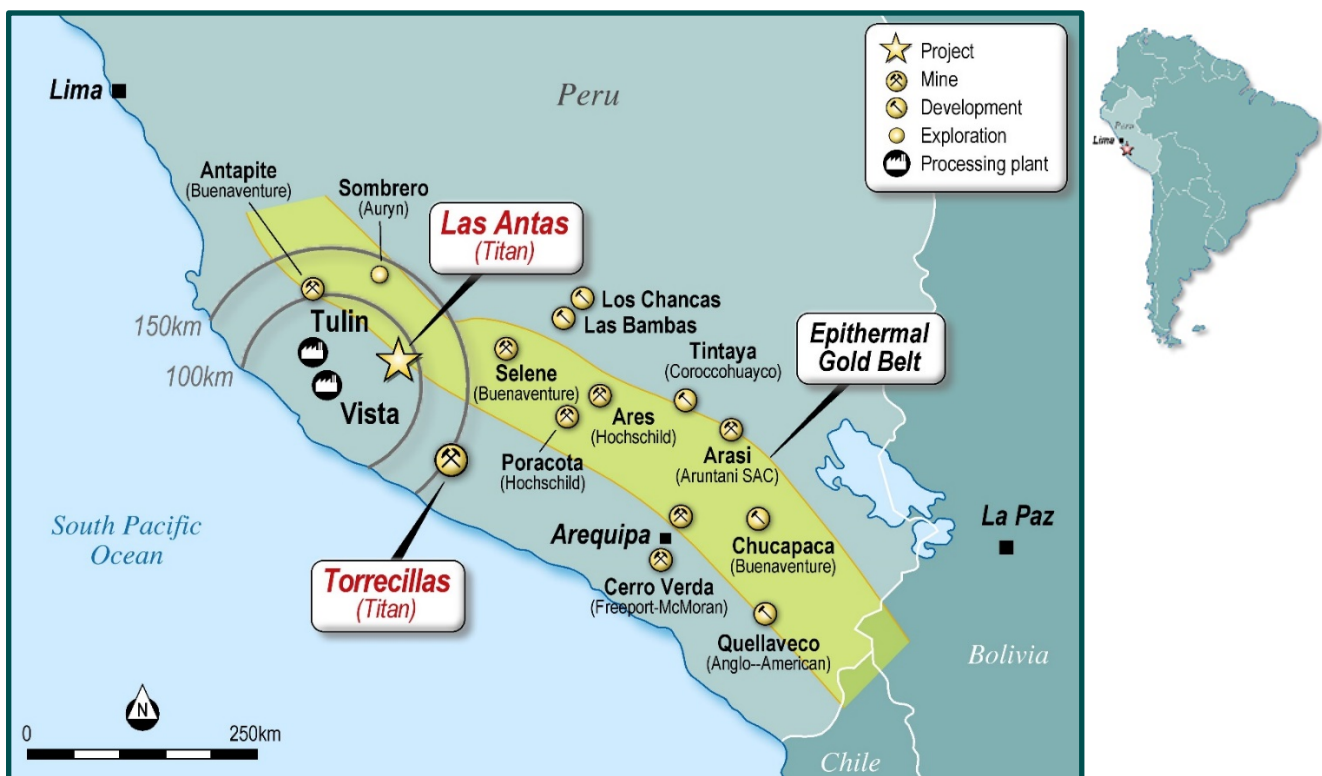 Lima
Peru
Project
Mine
Development
Exploration
Processing plant
Antapite
(Buenaventure)
Sombrero
(Auryn)
Las Antas
(Titan)
150km
100km
Tulin
Vista
Los Chancas
Las Bambas
Selene
(Buenaventure)
Ares
(Hochschild)
Tintaya
(Coroccohuayco)
Epithermal
Gold Belt
Poracota
(Hochschild)
Arasi
(Aruntani SAC)
South Pacific
Ocean
Torrecillas
(Titan)
Arequipa
Cerro Verda
(Freeport-McMoran)
Chucapaca
(Buenaventure)
La Paz
Quellaveco
(Anglo--American)
Bolivia
Chile
N
0
250km
Peru
Lima